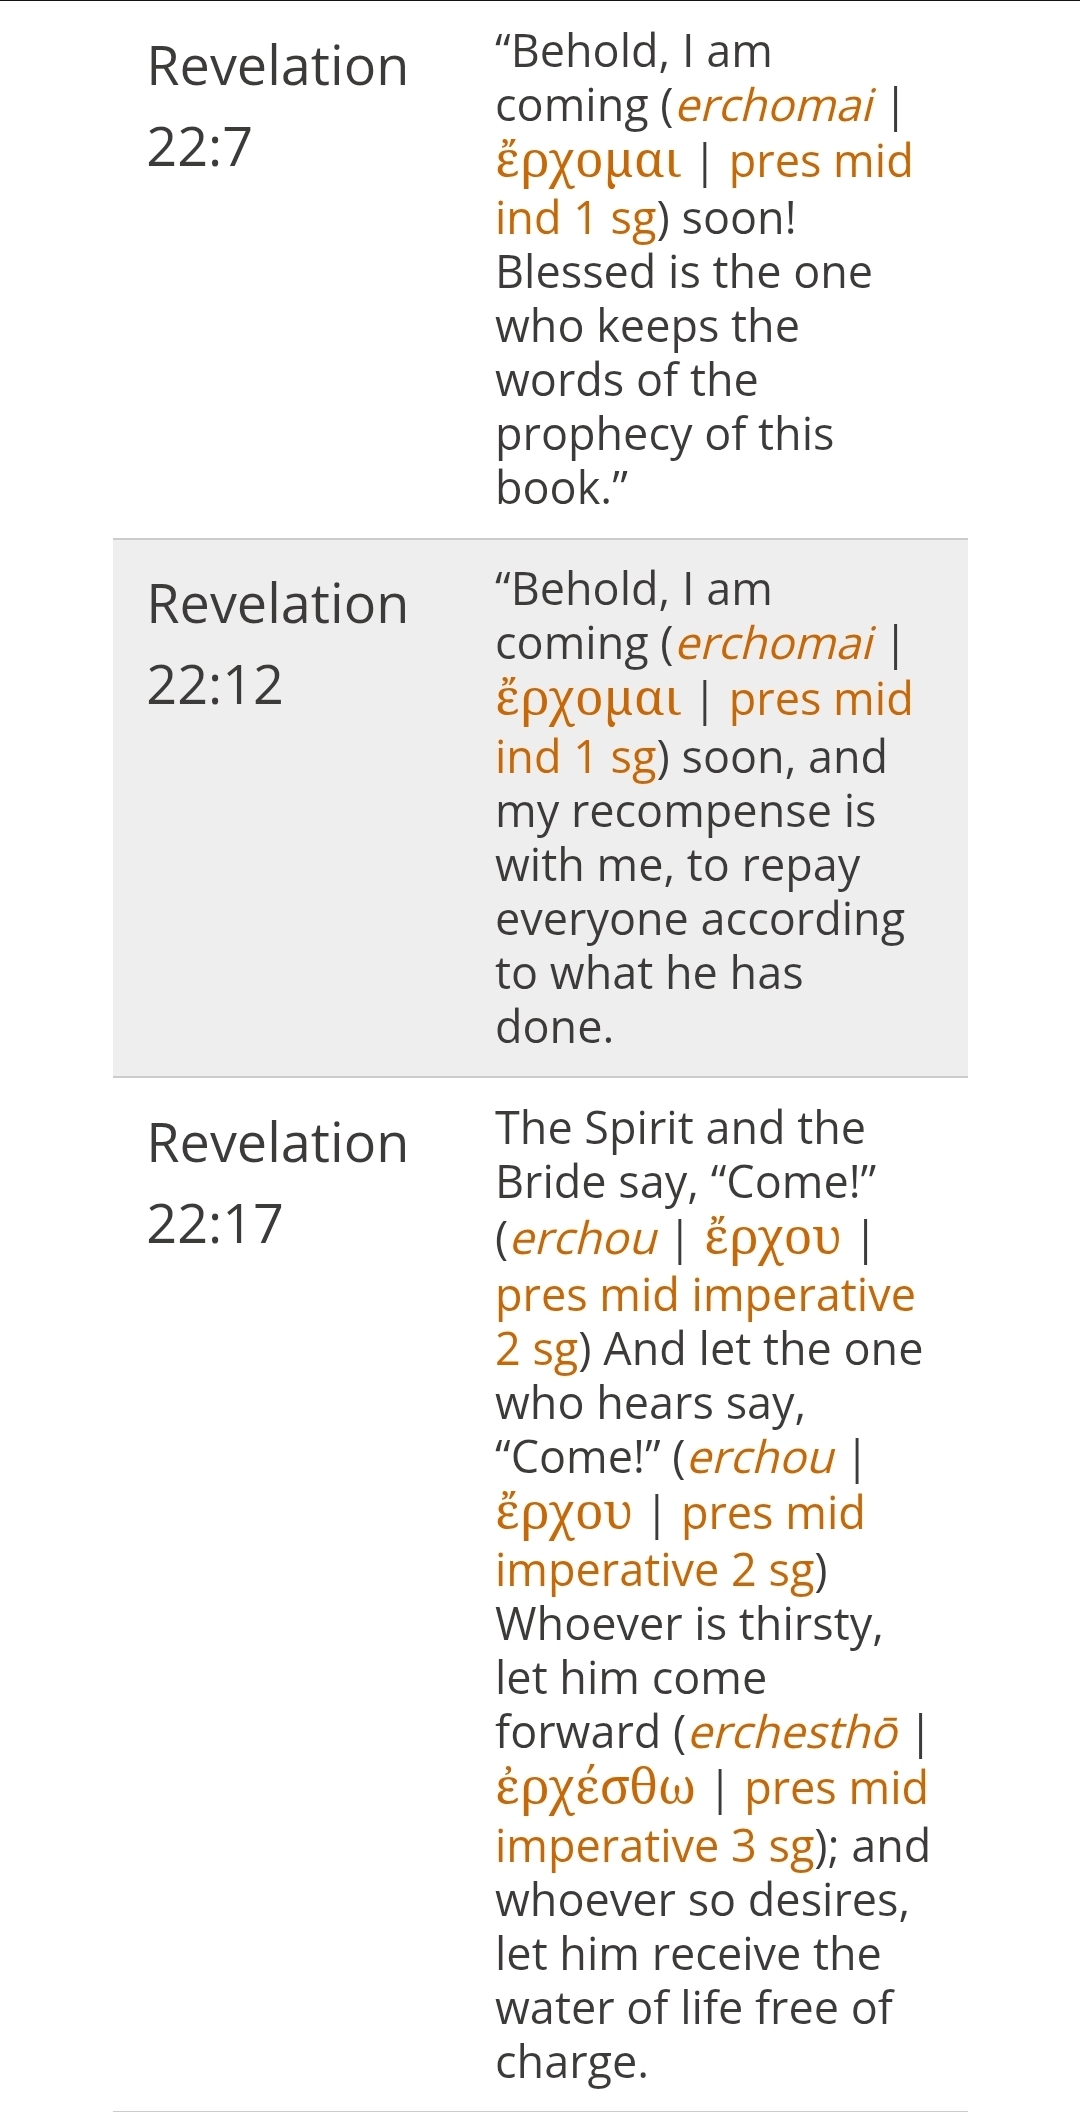 Revelation
22:7
“Behold, I am
coming (erchomai |
ἔρχομαι | pres mid
ind 1 sg) soon!
Blessed is the one
who keeps the
words of the
prophecy of this
book.”
Revelation
22:12
“Behold, I am
coming (erchomai |
ἔρχομαι | pres mid
ind 1 sg) soon, and
my recompense is
with me, to repay
everyone according
to what he has
done.
Revelation
22:17
The Spirit and the
Bride say, “Come!”
(erchou | ἔρχου |
pres mid imperative
2 sg) And let the one
who hears say,
“Come!” (erchou |
ἔρχου | pres mid
imperative 2 sg)
Whoever is thirsty,
let him come
forward (erchesthō |
ἐρχέσθω | pres mid
imperative 3 sg); and
whoever so desires,
let him receive the
water of life free of
charge.